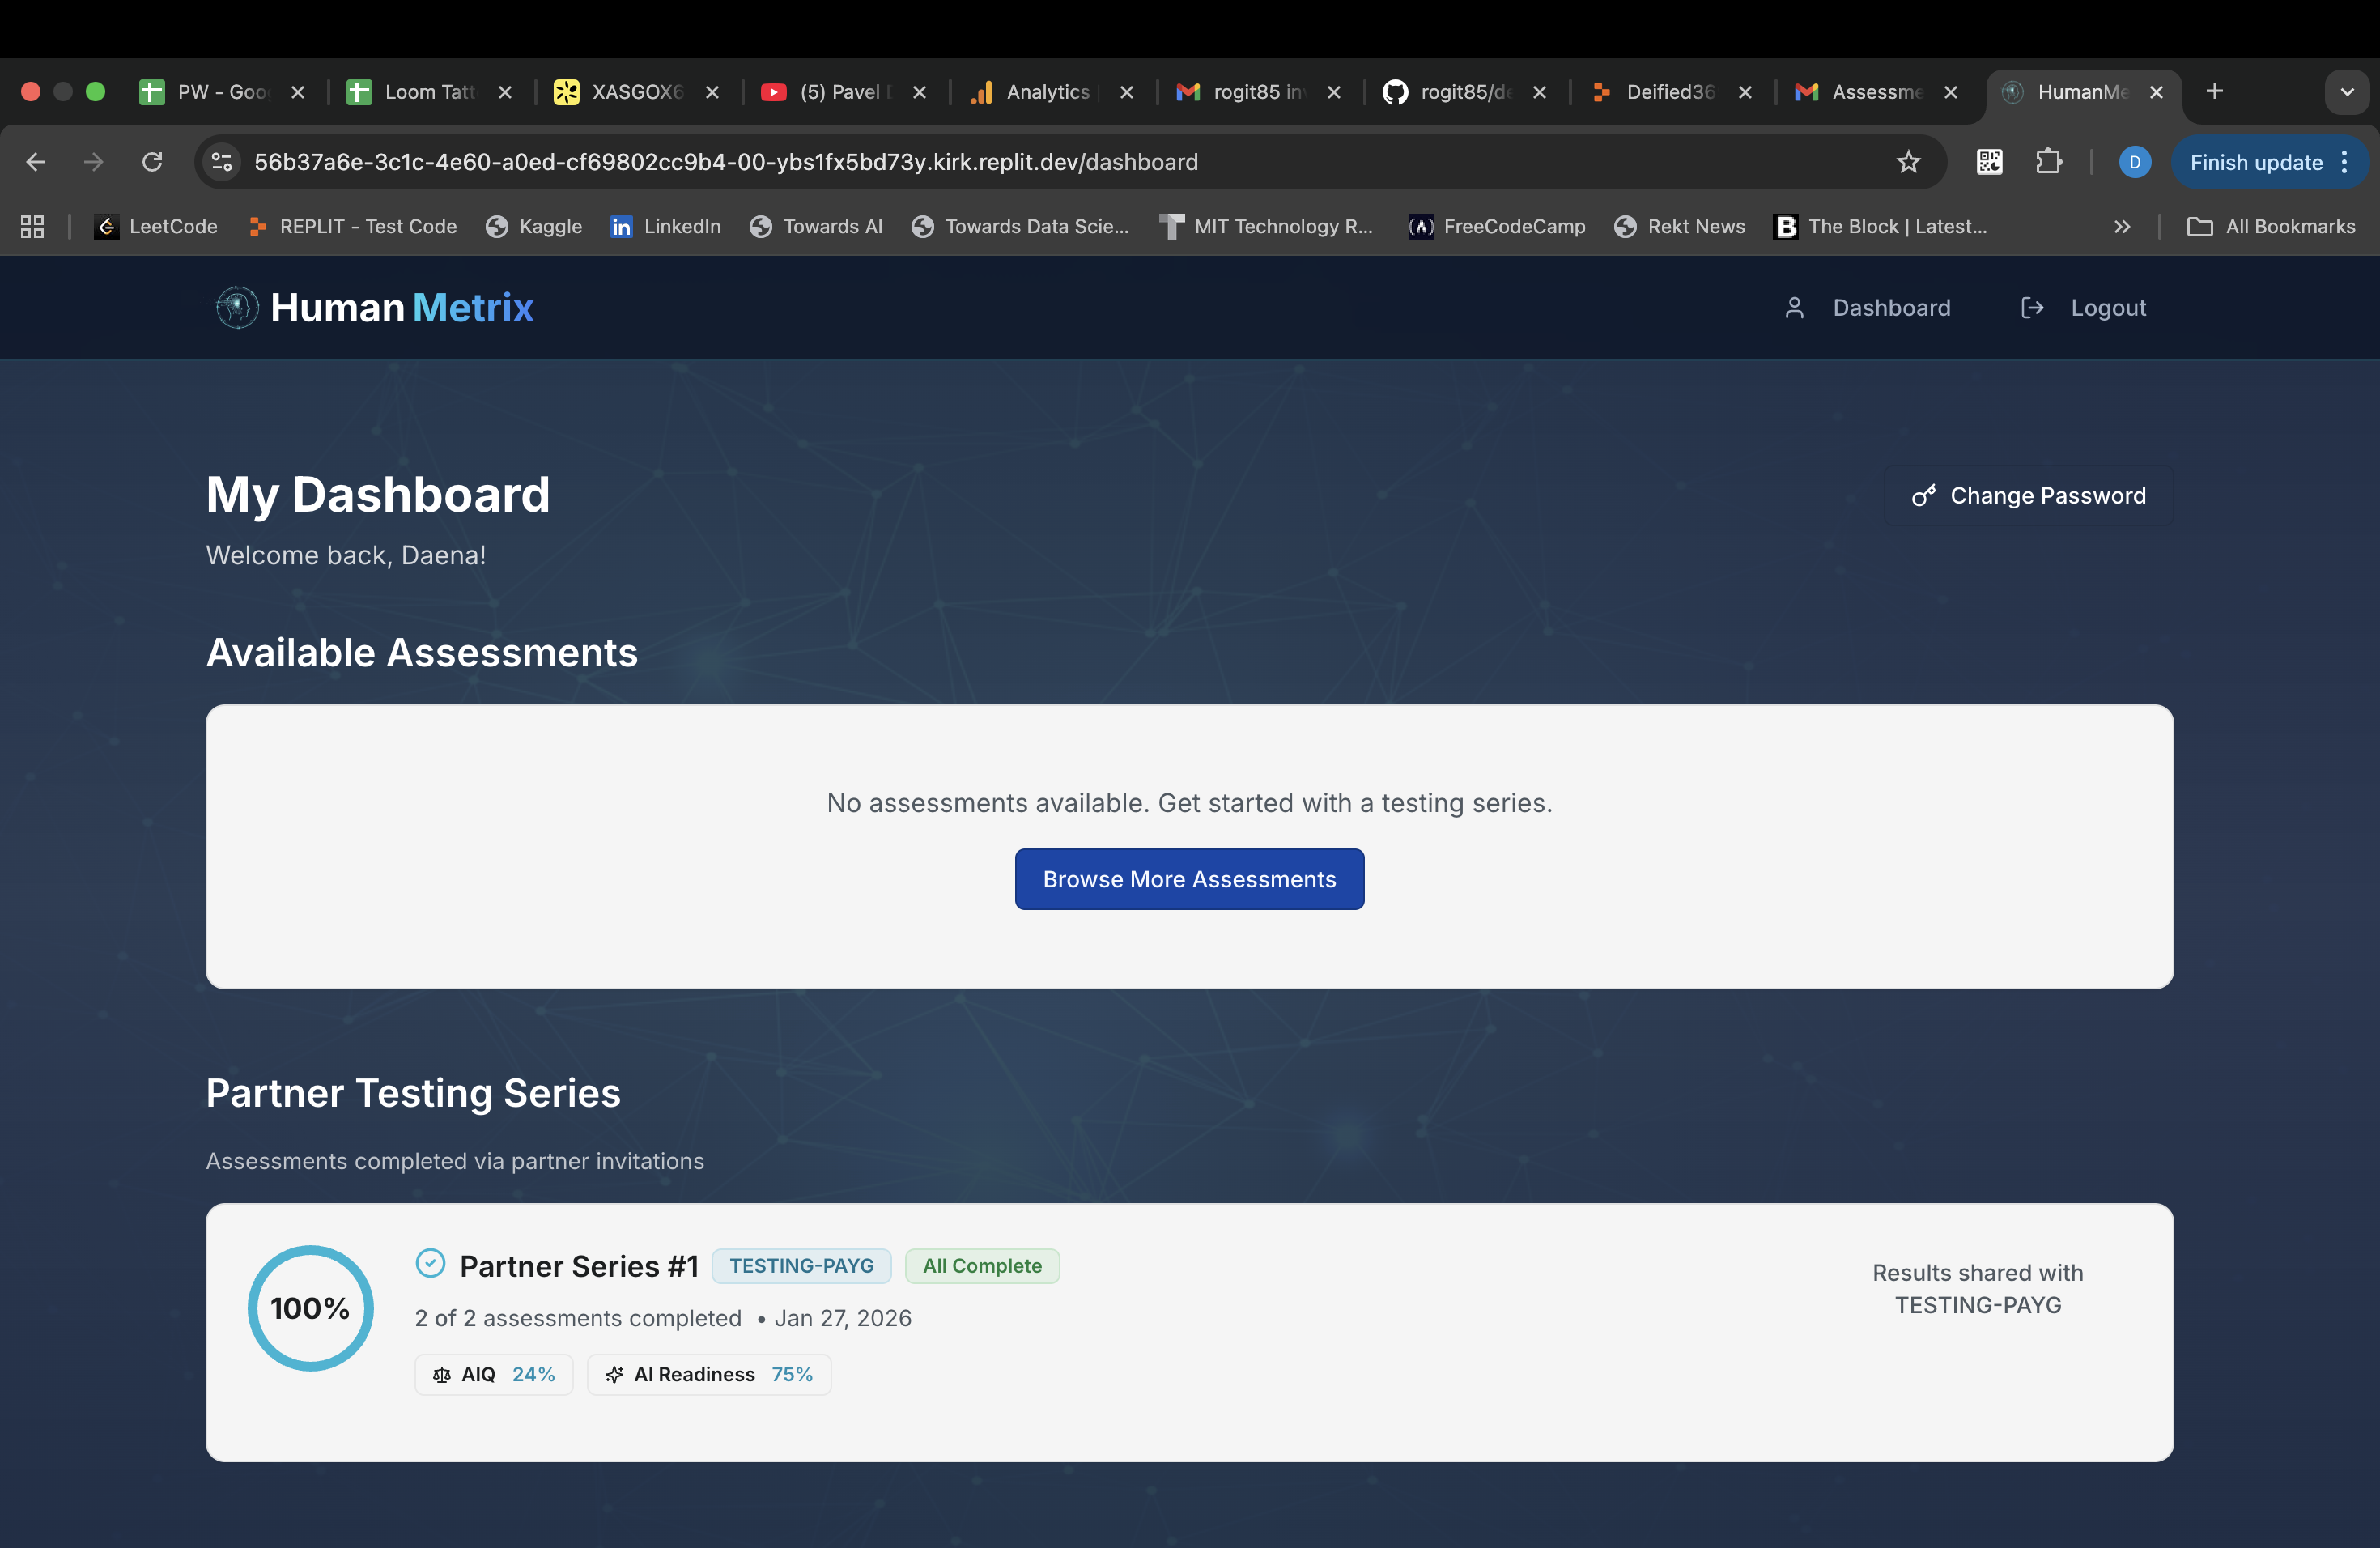 PW - Goo
Loom Tatt
XASGOX6
(5) Pavel D
Analytics
rogit85 inv
rogit85/de
Deified36
Assessme
HumanMe
56b37a6e-3c1c-4e60-a0ed-cf69802cc9b4-00-ybs1fx5bd73y.kirk.replit.dev/dashboard
D
Finish update
LeetCode
REPLIT - Test Code
Kaggle
LinkedIn
Towards AI
Towards Data Scie...
MIT Technology R...
FreeCodeCamp
Rekt News
The Block | Latest...
All Bookmarks
Human Metrix
Dashboard
Logout
My Dashboard
Change Password
Welcome back, Daena!
Available Assessments
No assessments available. Get started with a testing series.
Browse More Assessments
Partner Testing Series
Assessments completed via partner invitations
100%
Partner Series #1
TESTING-PAYG
All Complete
2 of 2 assessments completed • Jan 27, 2026
AIQ 24%
AI Readiness 75%
Results shared with
TESTING-PAYG